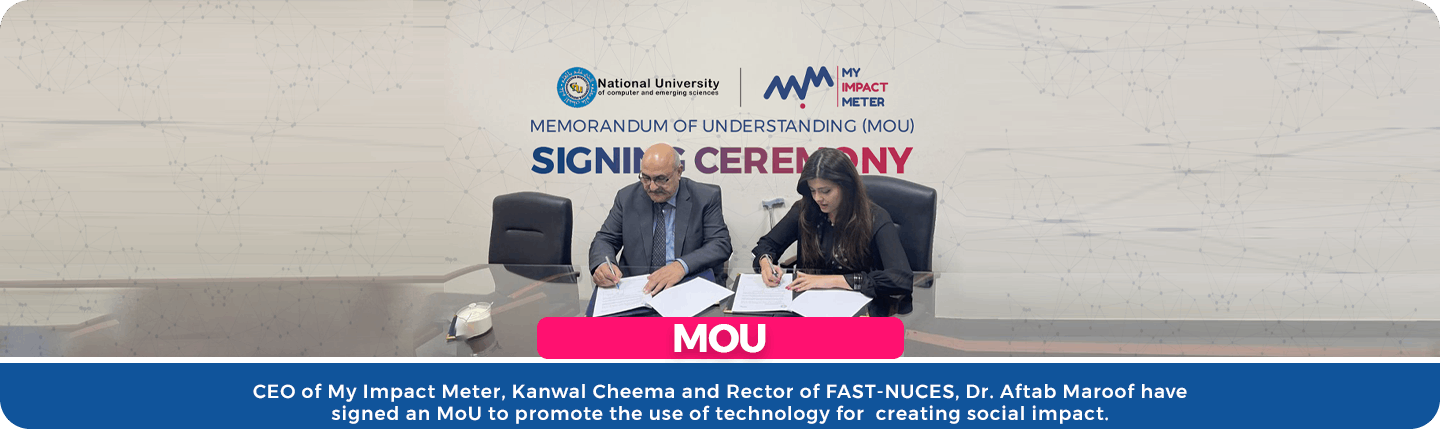 National University
of computer and emerging sciences
MY
IMPACT
METER
MEMORANDUM OF UNDERSTANDING (MOU)
SIGNING CEREMONY
MOU
CEO of My Impact Meter, Kanwal Cheema and Rector of FAST-NUCES, Dr. Aftab Maroof have
signed an MoU to promote the use of technology for creating social impact.